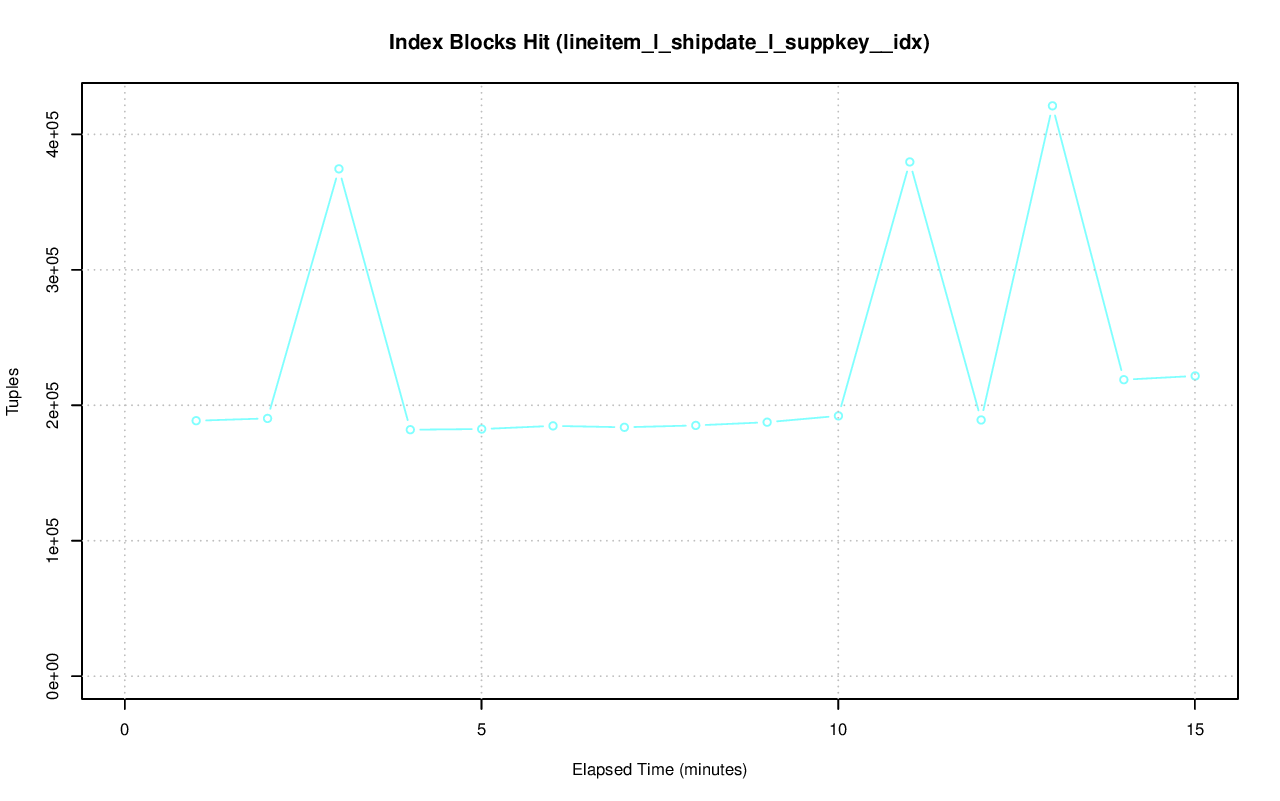 Index Blocks Hit (lineitem_l_shipdate_l_suppkey__idx)
Tuples
4e+05
3e+05
2e+05
1e+05
0e+00
0 5 10 15
Elapsed Time (minutes)